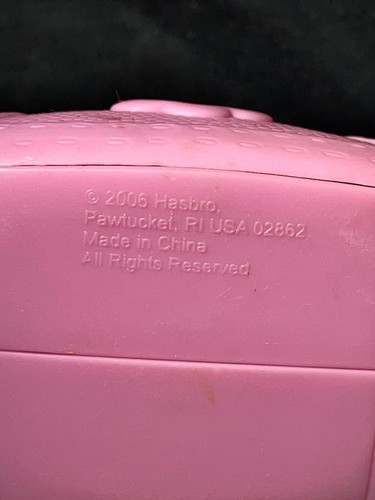 © 2006 Hasbro,
Pawtucket, RI USA 02862
Made in China
All Rights Reserved